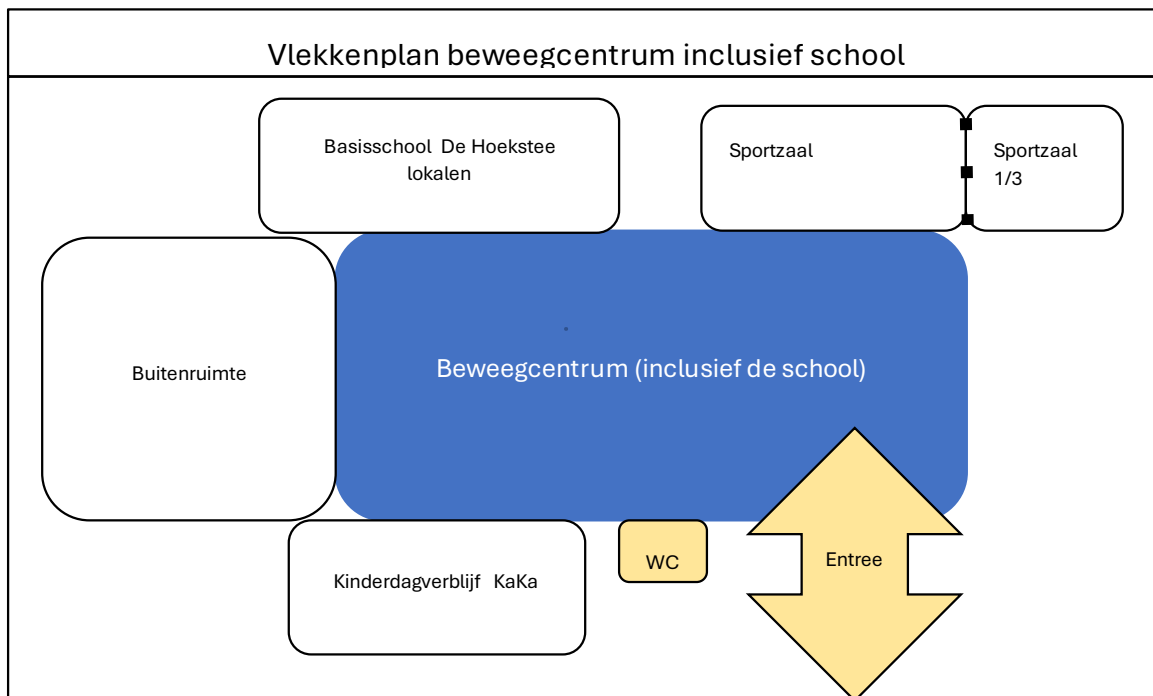 Vlekkenplan beweegcentrum inclusief school
Basisschool De Hoekstee
lokalen
Sportzaal
Sportzaal
1/3
Buitenruimte
Beweegcentrum (inclusief de school)
Kinderdagverblijf KaKa
WC
Entree